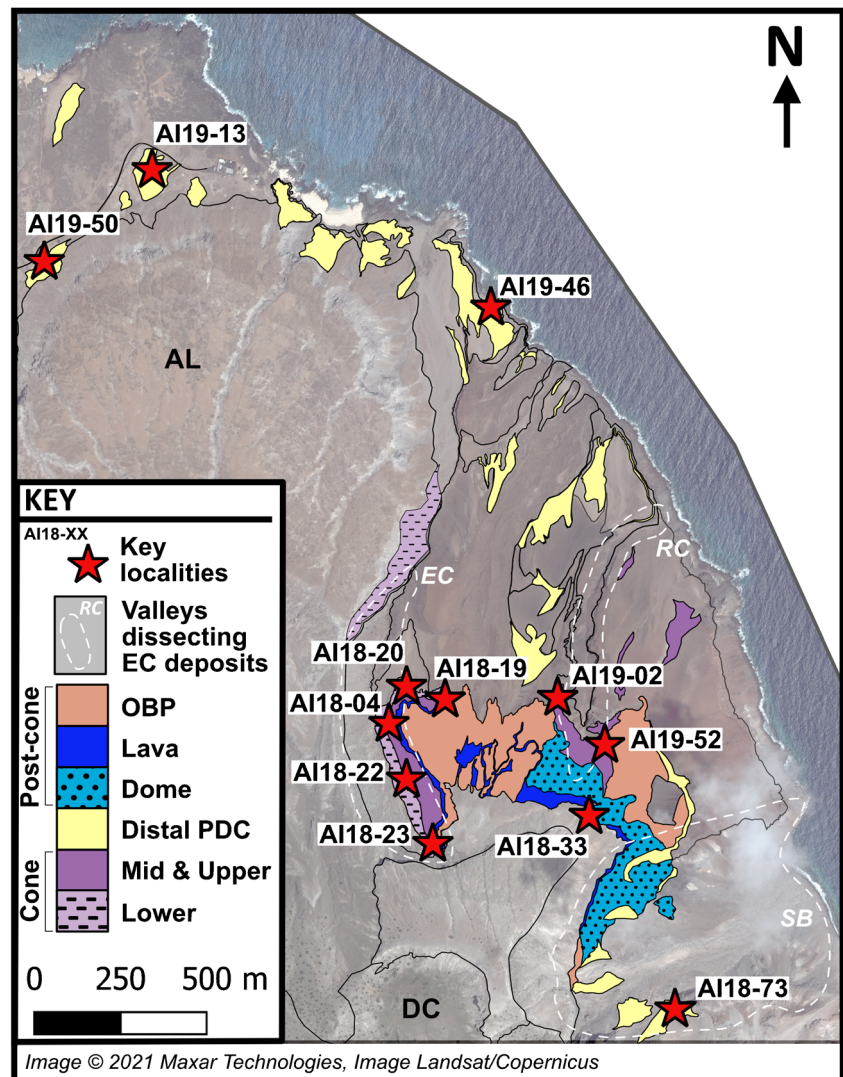 N
AI19-13
AI19-50
AI19-46
AL
KEY
AI18-XX
Key
localities
RC
Valleys
dissecting
EC deposits
Post-cone
OBP
Lava
Dome
Distal PDC
Cone
Mid & Upper
Lower
0 250 500 m
RC
EC
AI18-20
AI18-19
AI19-02
AI18-04
AI19-52
AI18-22
AI18-23
AI18-33
SB
AI18-73
DC
Image © 2021 Maxar Technologies, Image Landsat/Copernicus